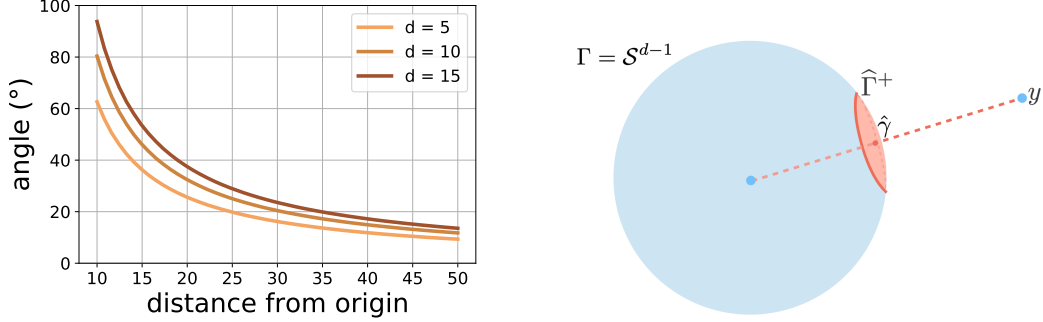 100
80
60
40
20
0
angle (°)
d = 5
d = 10
d = 15
10 15 20 25 30 35 40 45 50
distance from origin
Γ = 𝒮ᵈ⁻¹
Γ̂⁺
γ̂
y